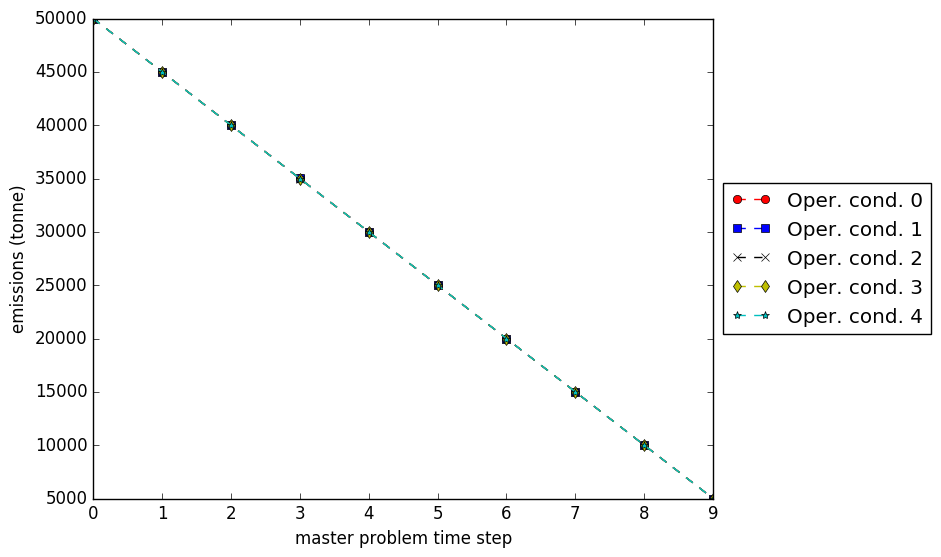 50000
45000
40000
35000
30000
25000
20000
15000
10000
5000
emissions (tonne)
0 1 2 3 4 5 6 7 8 9
master problem time step
Oper. cond. 0
Oper. cond. 1
Oper. cond. 2
Oper. cond. 3
Oper. cond. 4